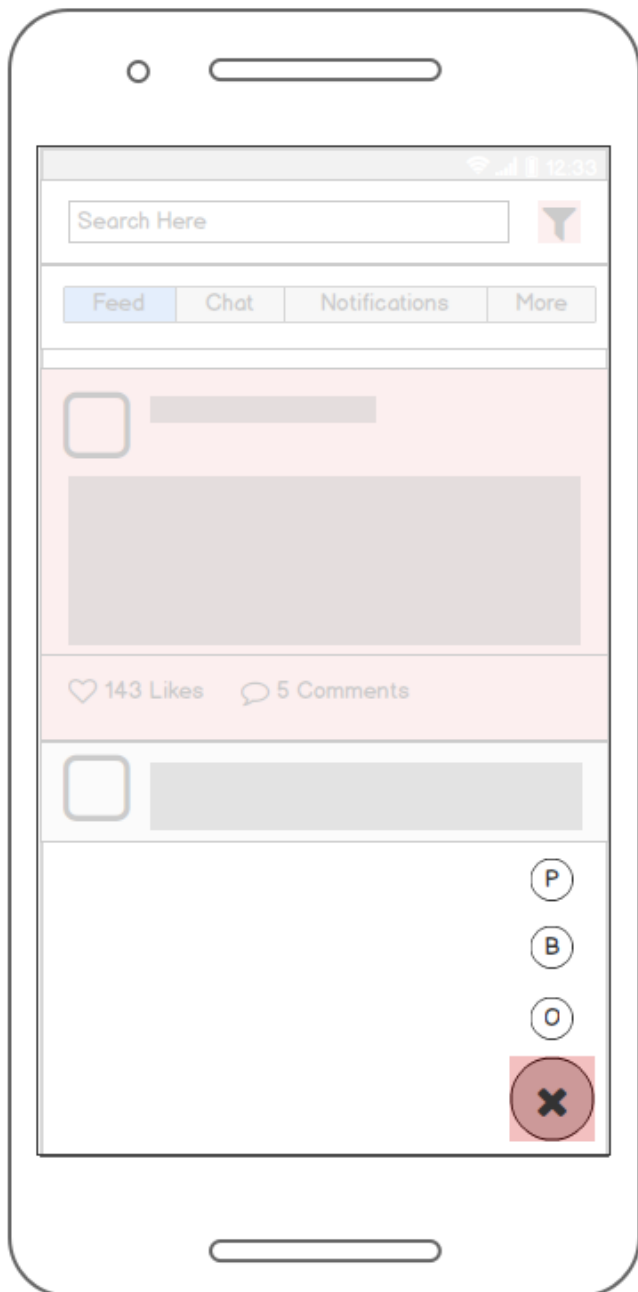 12:33
Search Here
Feed Chat Notifications More
143 Likes 5 Comments
P
B
O